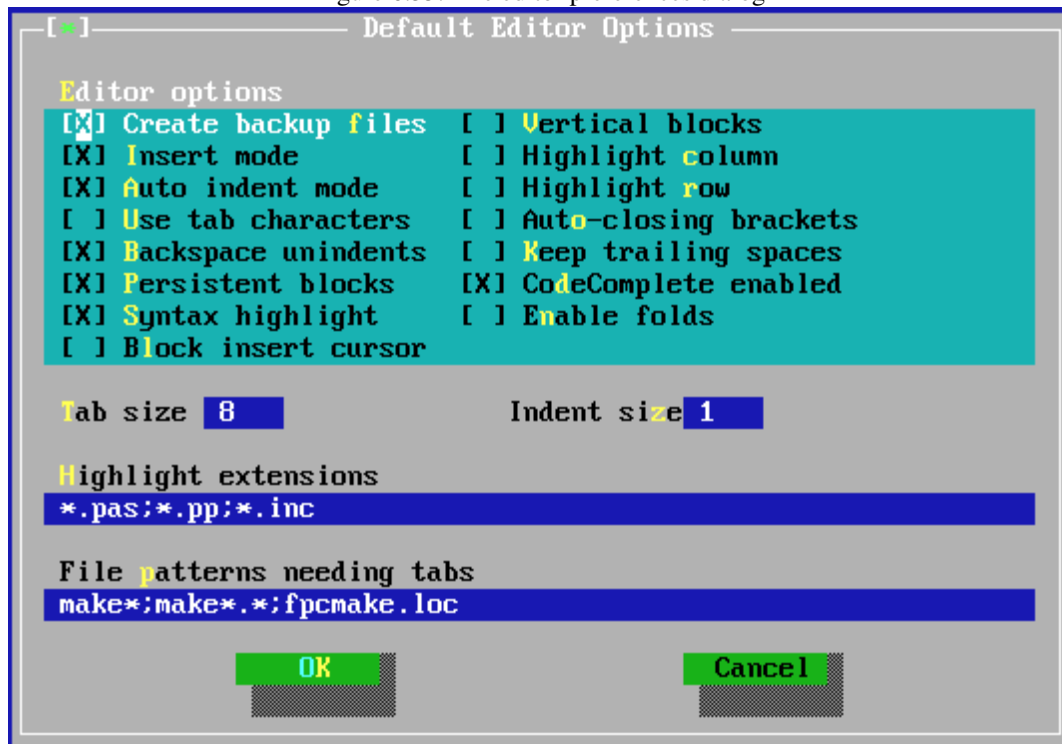 [*] Default Editor Options
Editor options
[X] Create backup files [ ] Vertical blocks
[X] Insert mode [ ] Highlight column
[X] Auto indent mode [ ] Highlight row
[ ] Use tab characters [ ] Auto-closing brackets
[X] Backspace unindents [ ] Keep trailing spaces
[X] Persistent blocks [X] CodeComplete enabled
[X] Syntax highlight [ ] Enable folds
[ ] Block insert cursor
Tab size 8 Indent size 1
Highlight extensions
*.pas;*.pp;*.inc
File patterns needing tabs
make*;make*.*;fpcmake.loc
OK Cancel